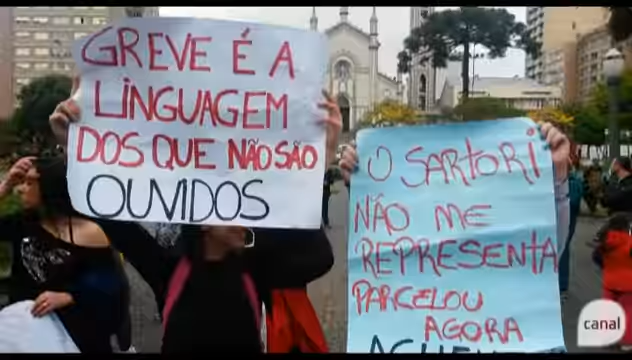 GREVE É A
LINGUAGEM
DOS QUE NÃO SÃO
OUVIDOS
O SARTORI
NÃO ME
REPRESENTA
PARCELOU
AGORA
canal